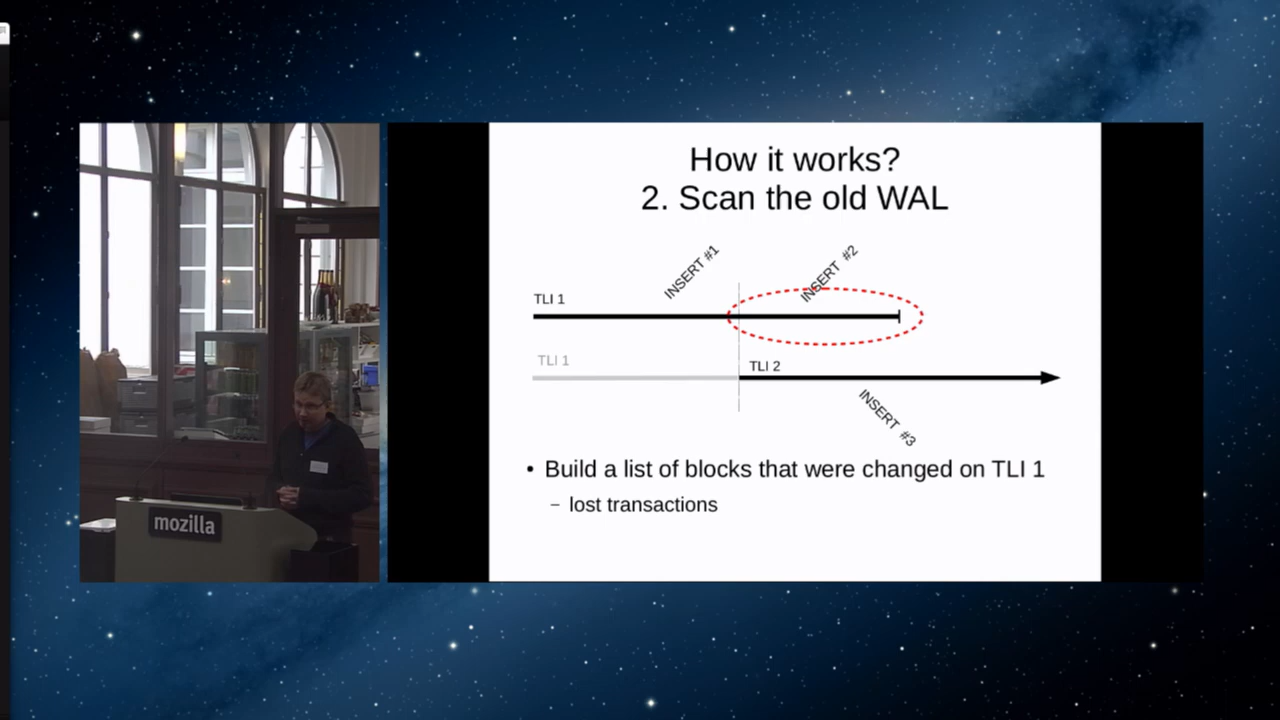 How it works?
2. Scan the old WAL
INSERT #1
INSERT #2
TLI 1
TLI 1
TLI 2
INSERT #3
• Build a list of blocks that were changed on TLI 1
– lost transactions
mozilla